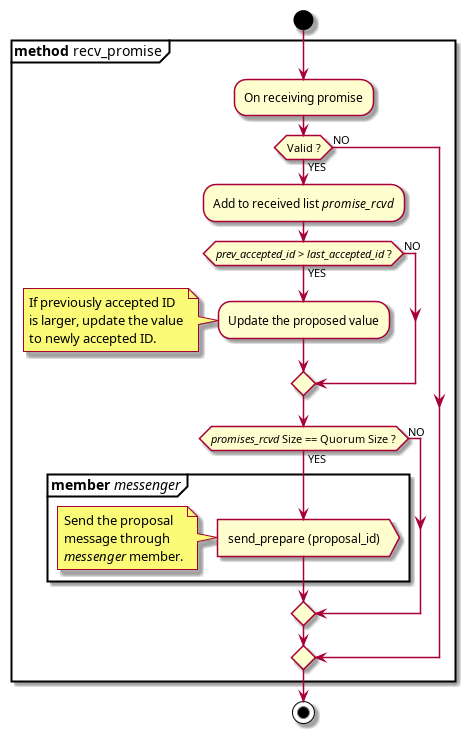 method recv_promise
On receiving promise
Valid ?
NO
YES
Add to received list promise_rcvd
prev_accepted_id > last_accepted_id ?
NO
YES
If previously accepted ID
is larger, update the value
to newly accepted ID.
Update the proposed value
promises_rcvd Size == Quorum Size ?
NO
YES
member messenger
Send the proposal
message through
messenger member.
send_prepare (proposal_id)